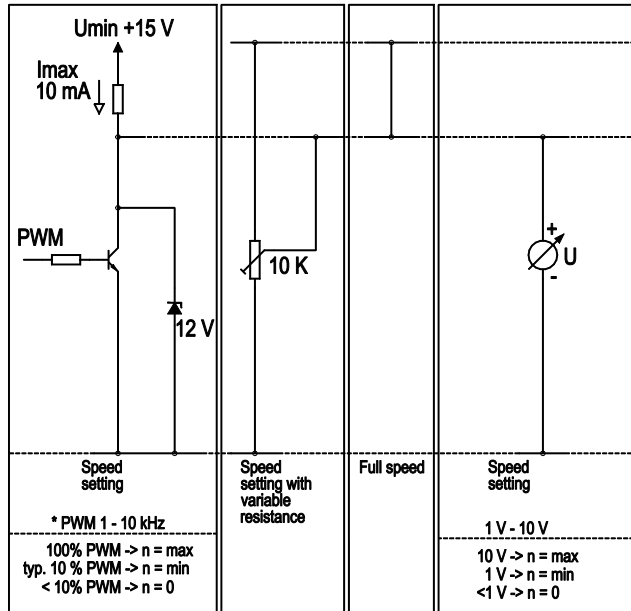 Umin +15 V
Imax
10 mA
PWM
12 V
Speed
setting
* PWM 1 - 10 kHz
100% PWM -> n = max
typ. 10 % PWM -> n = min
< 10% PWM -> n = 0
10 K
Speed
setting with
variable
resistance
Full speed
+
U
-
Speed
setting
1 V - 10 V
10 V -> n = max
1 V -> n = min
<1 V -> n = 0